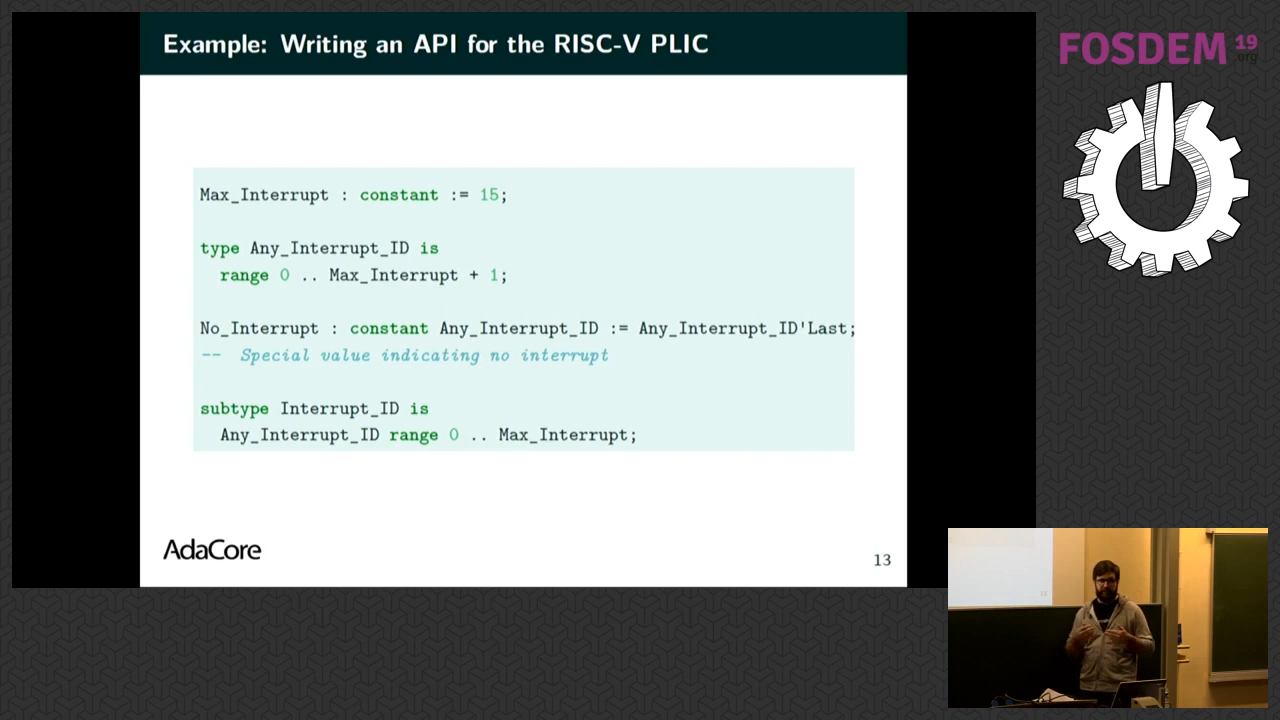 Example: Writing an API for the RISC-V PLIC
FOSDEM 19
.org
Max_Interrupt : constant := 15;
type Any_Interrupt_ID is
range 0 .. Max_Interrupt + 1;
No_Interrupt : constant Any_Interrupt_ID := Any_Interrupt_ID'Last;
-- Special value indicating no interrupt
subtype Interrupt_ID is
Any_Interrupt_ID range 0 .. Max_Interrupt;
AdaCore
13